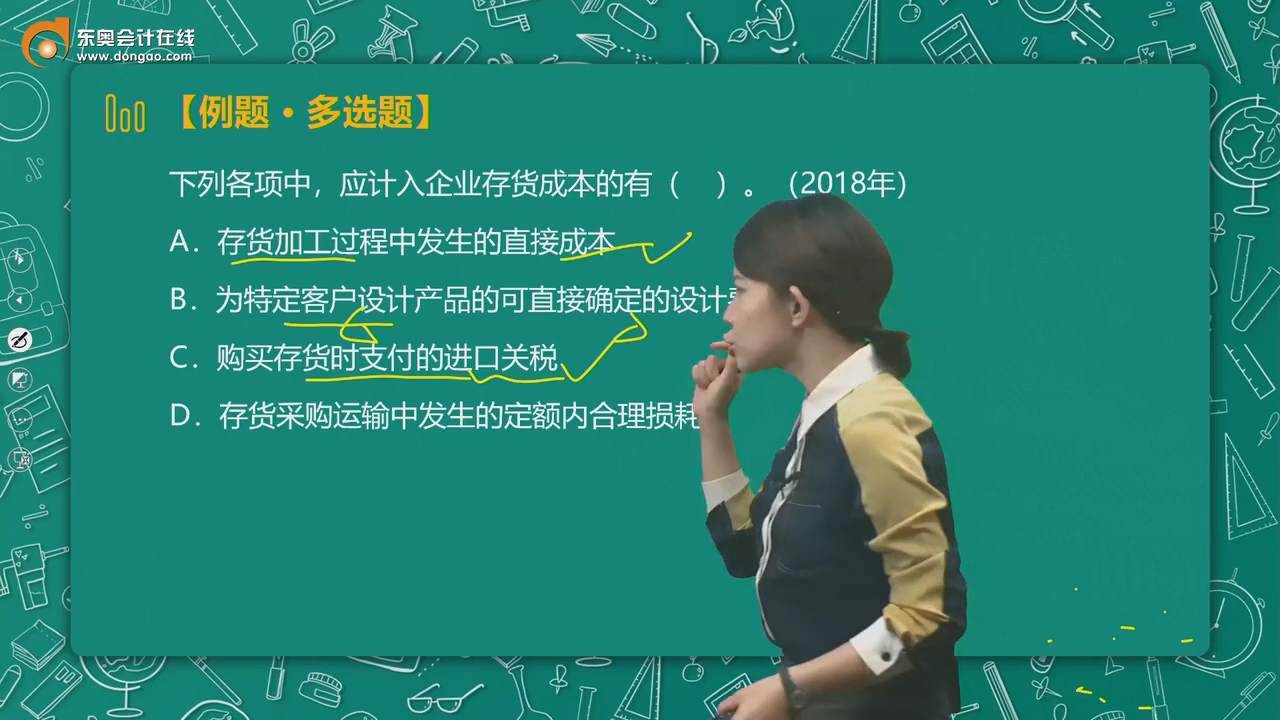 东奥会计在线
www.dongao.com
【例题·多选题】
下列各项中，应计入企业存货成本的有（ ）。（2018年）
A．存货加工过程中发生的直接成本
B．为特定客户设计产品的可直接确定的设计
C．购买存货时支付的进口关税
D．存货采购运输中发生的定额内合理损耗